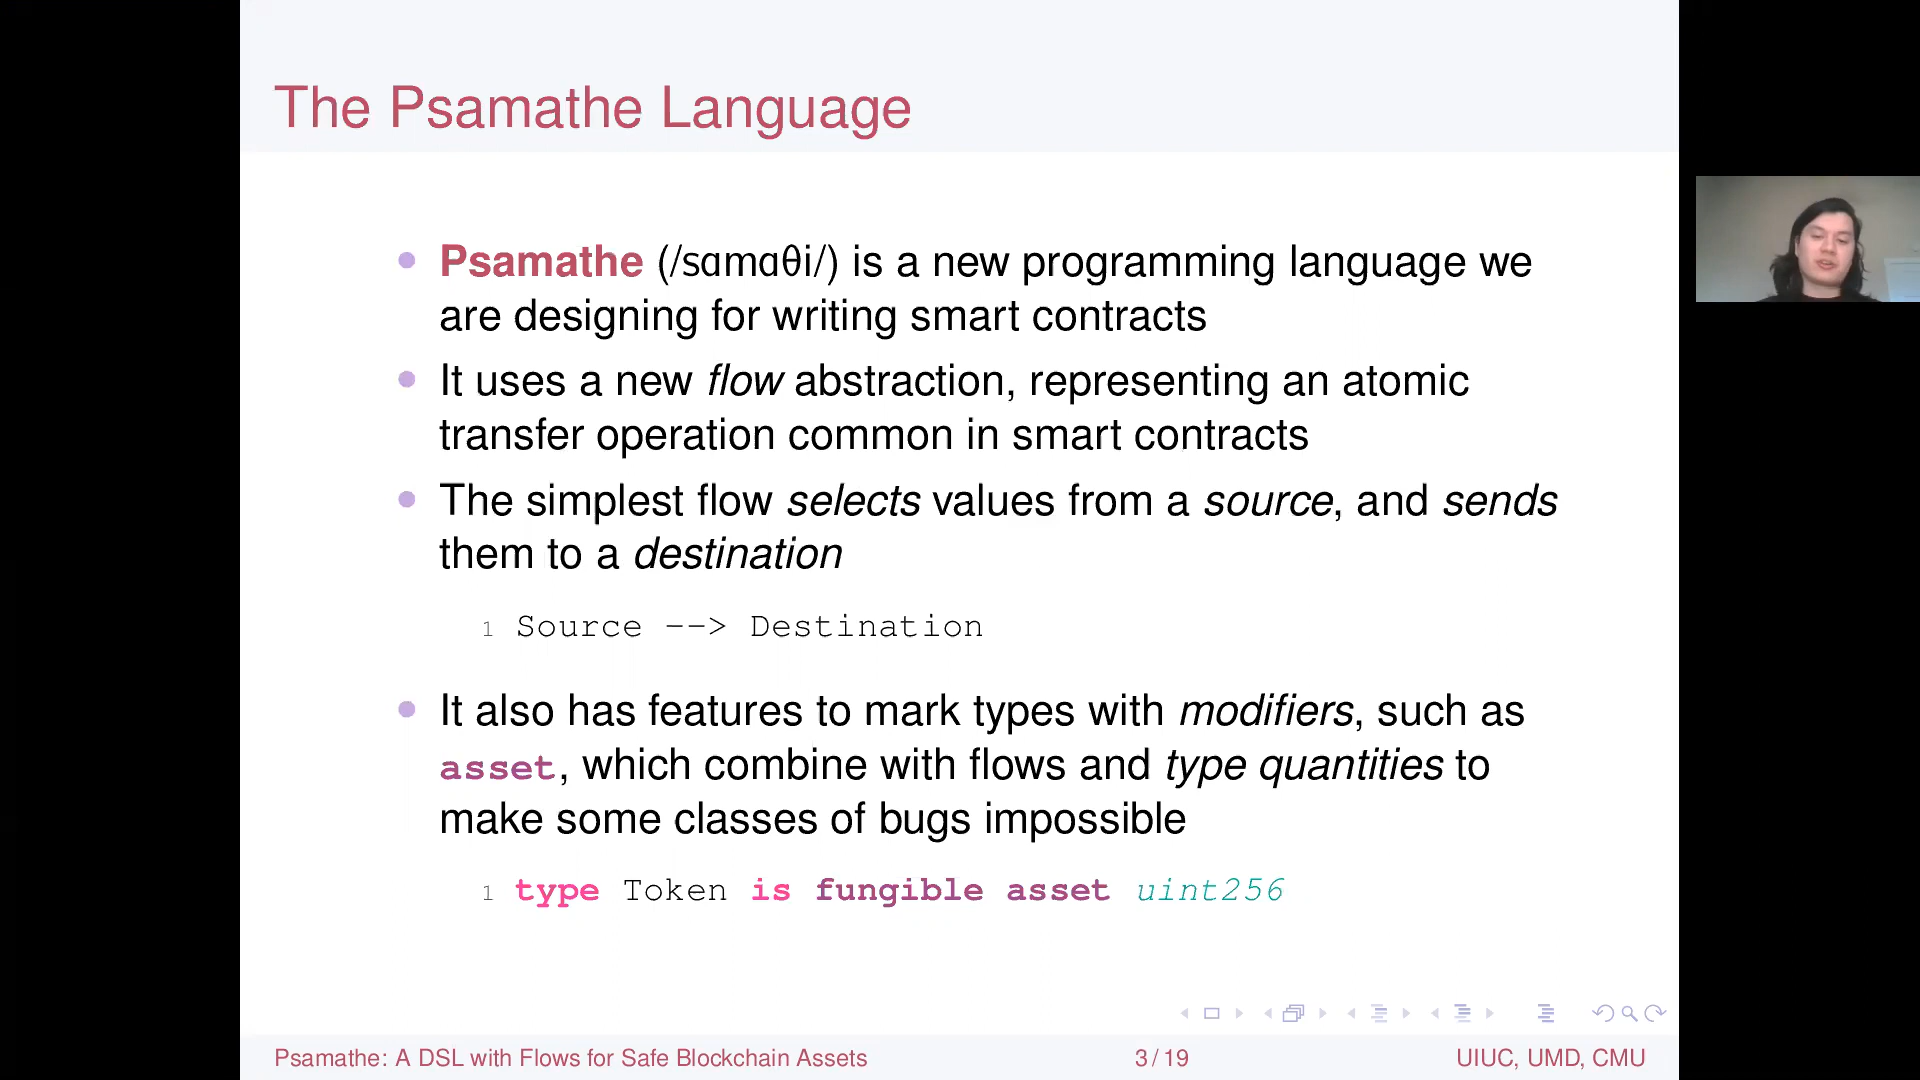 The Psamathe Language
Psamathe (/sɑmɑθi/) is a new programming language we
are designing for writing smart contracts
It uses a new flow abstraction, representing an atomic
transfer operation common in smart contracts
The simplest flow selects values from a source, and sends
them to a destination
1 Source --> Destination
It also has features to mark types with modifiers, such as
asset, which combine with flows and type quantities to
make some classes of bugs impossible
1 type Token is fungible asset uint256
Psamathe: A DSL with Flows for Safe Blockchain Assets
3/19
UIUC, UMD, CMU